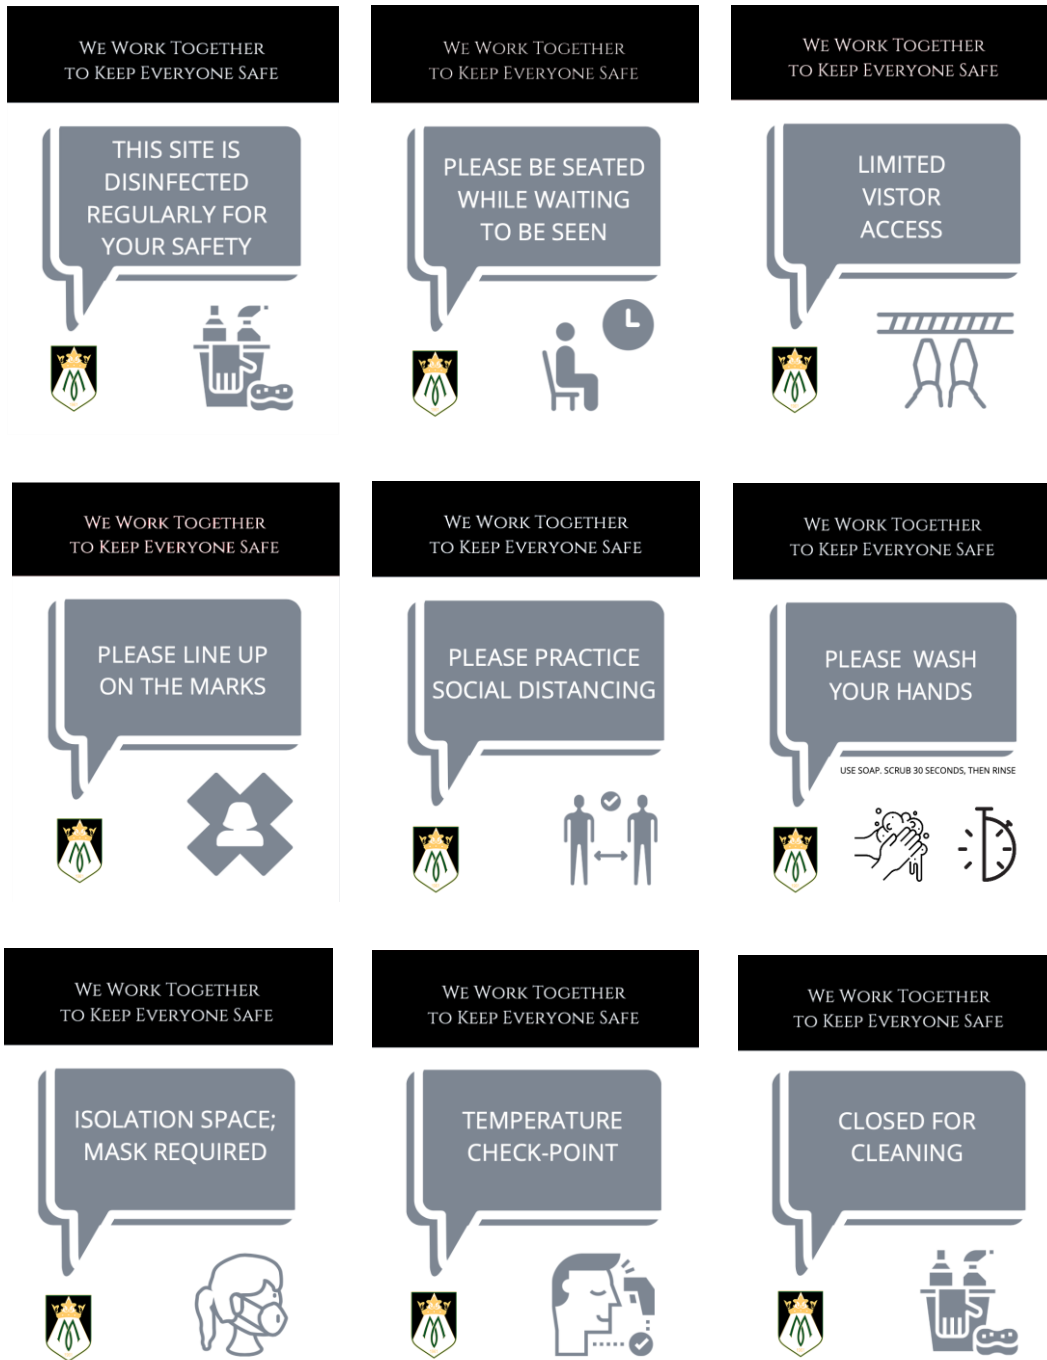 We Work Together
to Keep Everyone Safe
THIS SITE IS
DISINFECTED
REGULARLY FOR
YOUR SAFETY
We Work Together
to Keep Everyone Safe
PLEASE BE SEATED
WHILE WAITING
TO BE SEEN
We Work Together
to Keep Everyone Safe
LIMITED
VISTOR
ACCESS
We Work Together
to Keep Everyone Safe
PLEASE LINE UP
ON THE MARKS
We Work Together
to Keep Everyone Safe
PLEASE PRACTICE
SOCIAL DISTANCING
We Work Together
to Keep Everyone Safe
PLEASE WASH
YOUR HANDS
USE SOAP. SCRUB 30 SECONDS, THEN RINSE
We Work Together
to Keep Everyone Safe
ISOLATION SPACE;
MASK REQUIRED
We Work Together
to Keep Everyone Safe
TEMPERATURE
CHECK-POINT
We Work Together
to Keep Everyone Safe
CLOSED FOR
CLEANING